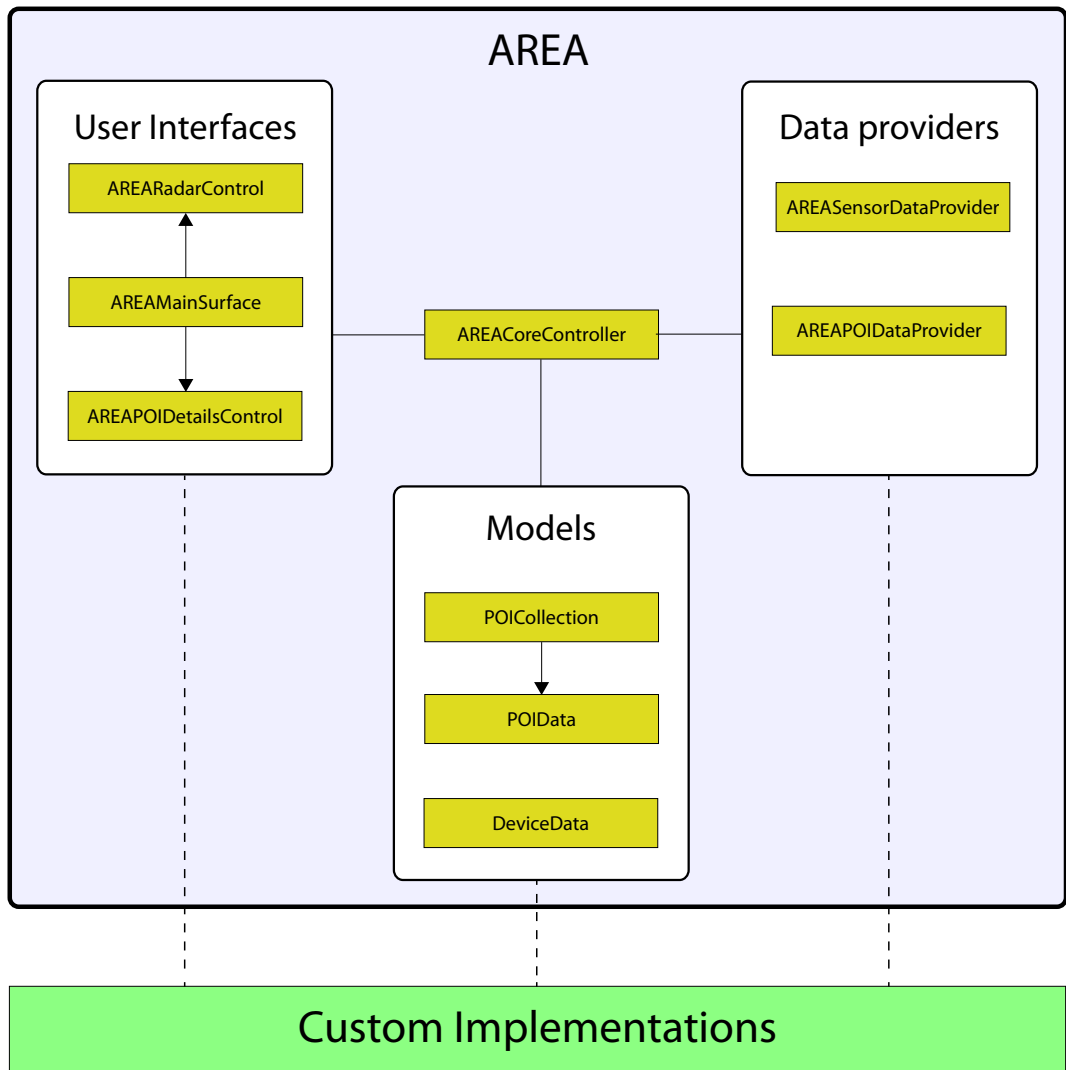 AREA
User Interfaces
AREARadarControl
AREAMainSurface
AREAPOIDetailsControl
AREACoreController
Data providers
AREASensorDataProvider
AREAPOIDataProvider
Models
POICollection
POIData
DeviceData
Custom Implementations